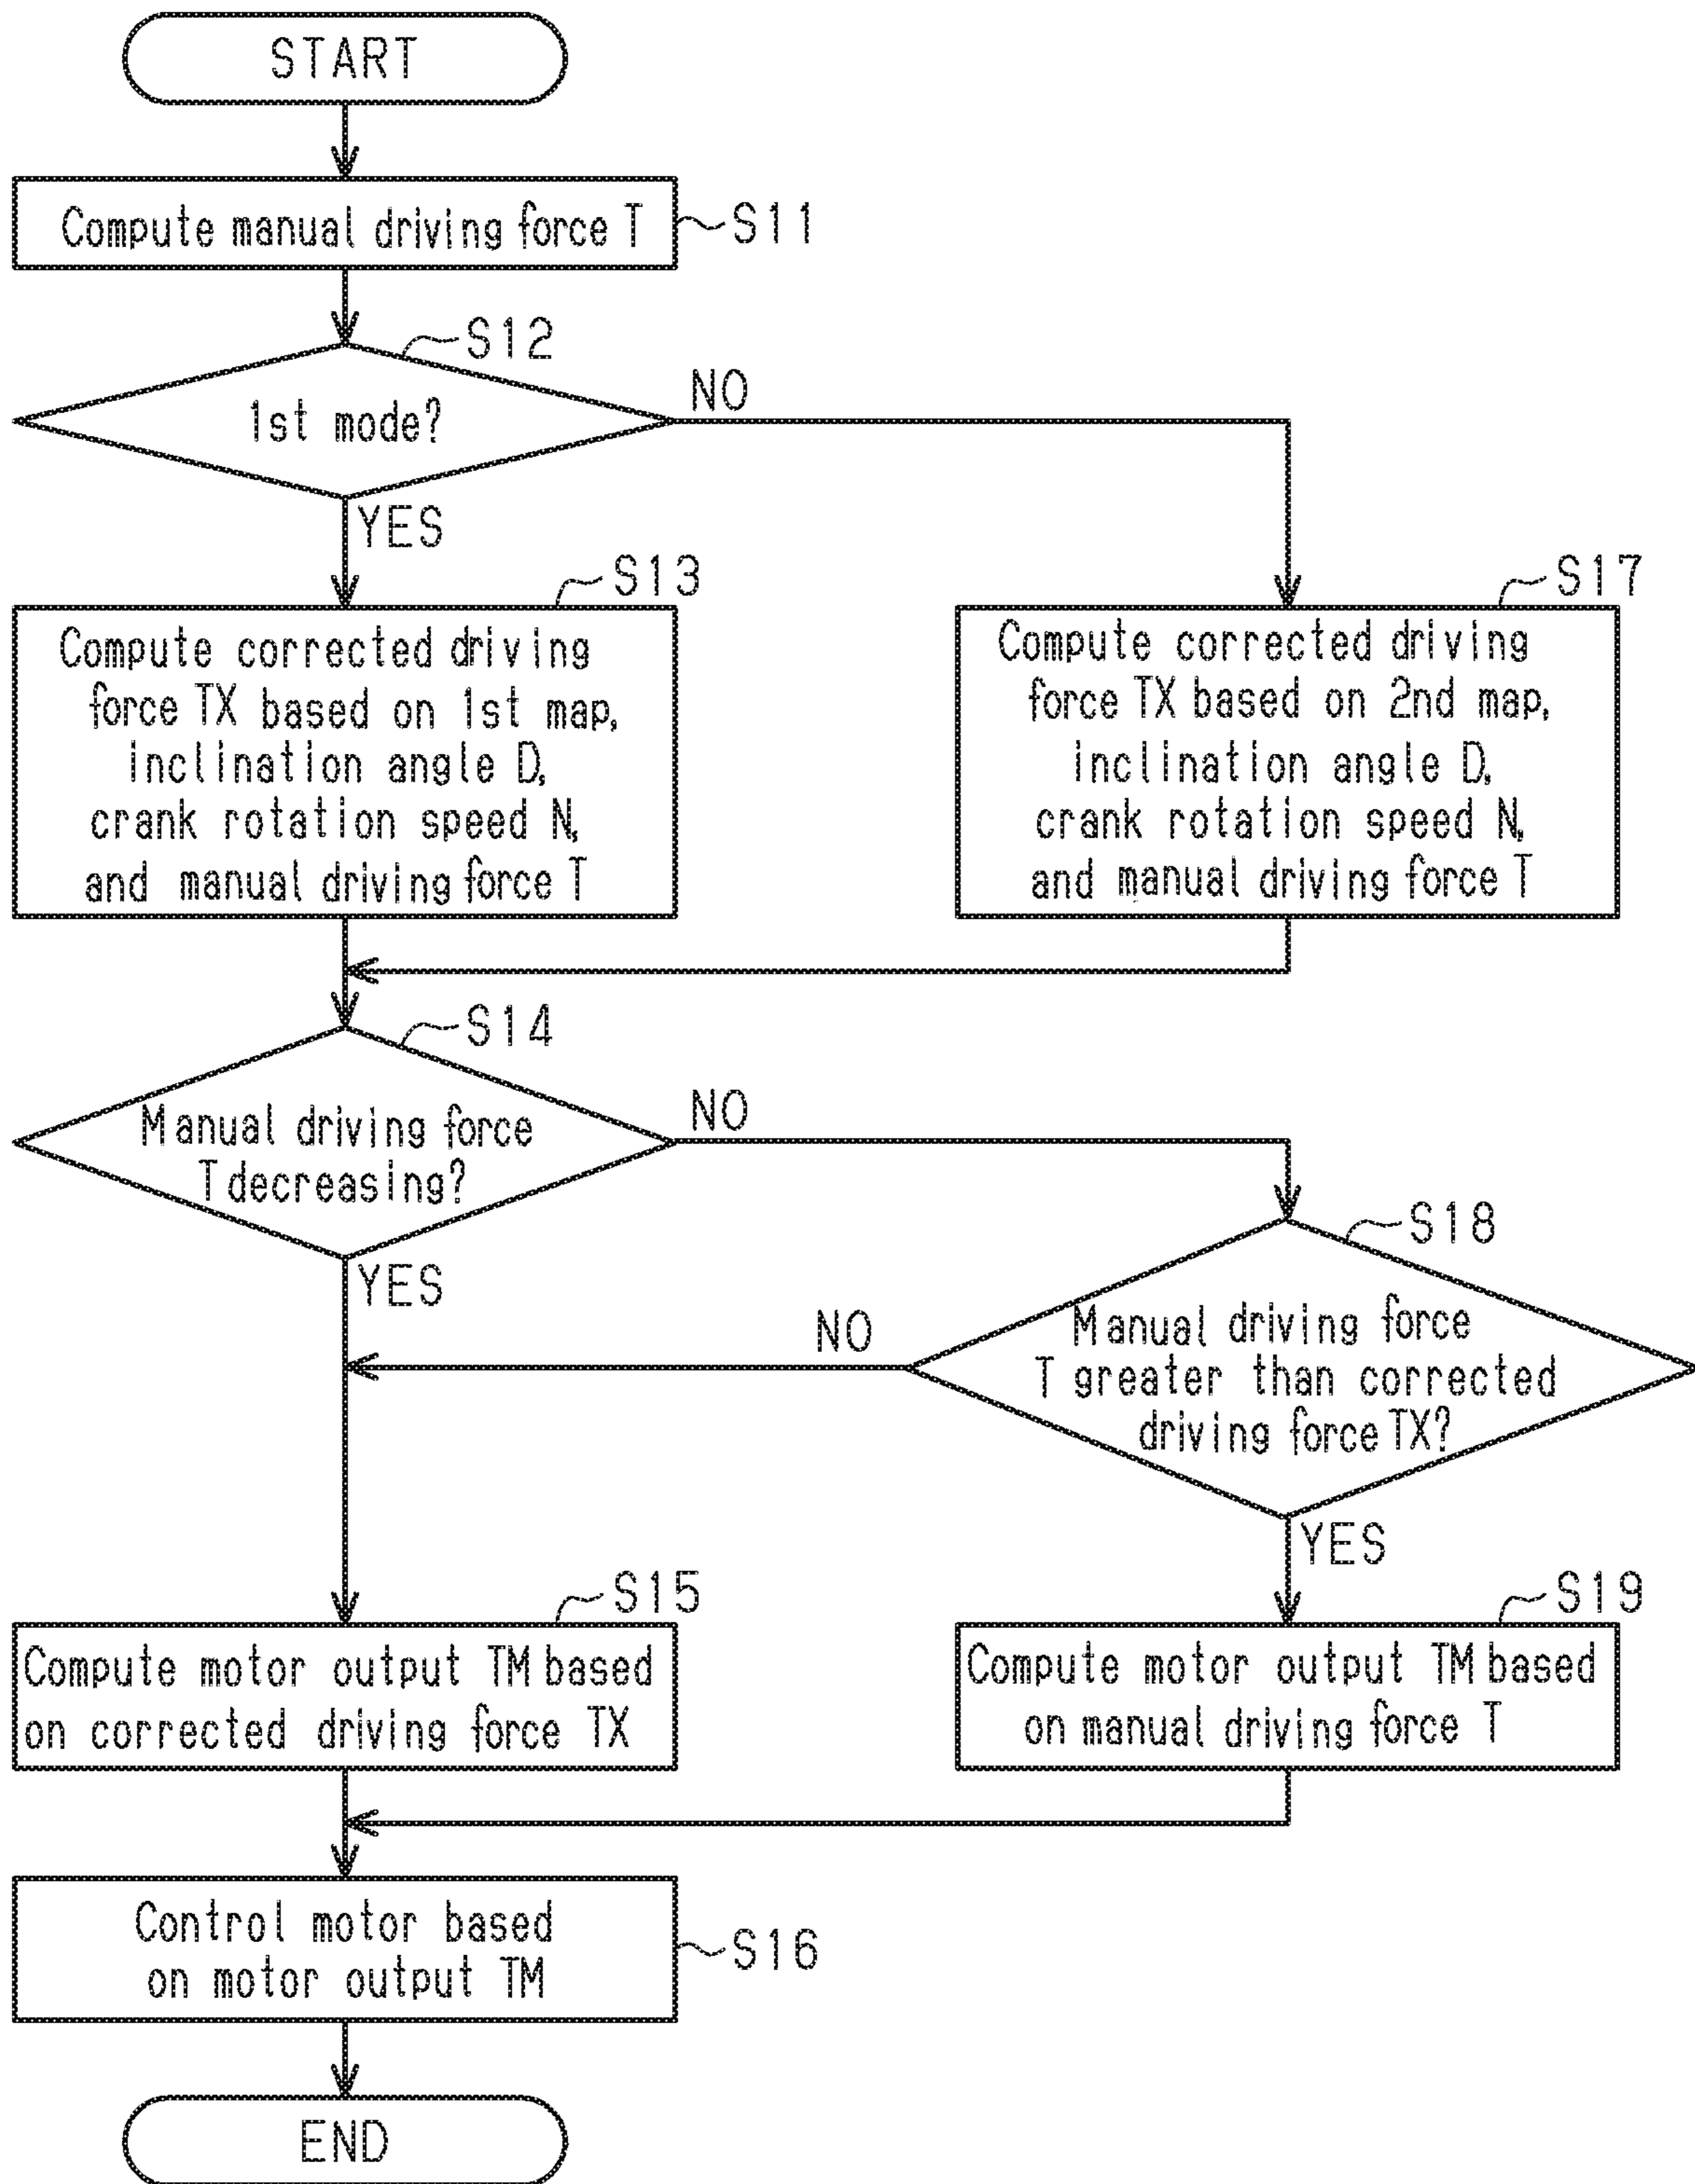 START
Compute manual driving force T
S11
S12
1st mode?
NO
YES
S13
Compute corrected driving
force TX based on 1st map,
inclination angle D,
crank rotation speed N,
and manual driving force T
S17
Compute corrected driving
force TX based on 2nd map,
inclination angle D,
crank rotation speed N,
and manual driving force T
S14
Manual driving force
T decreasing?
NO
YES
S18
Manual driving force
T greater than corrected
driving force TX?
NO
YES
S15
Compute motor output TM based
on corrected driving force TX
S19
Compute motor output TM based
on manual driving force T
Control motor based
on motor output TM
S16
END